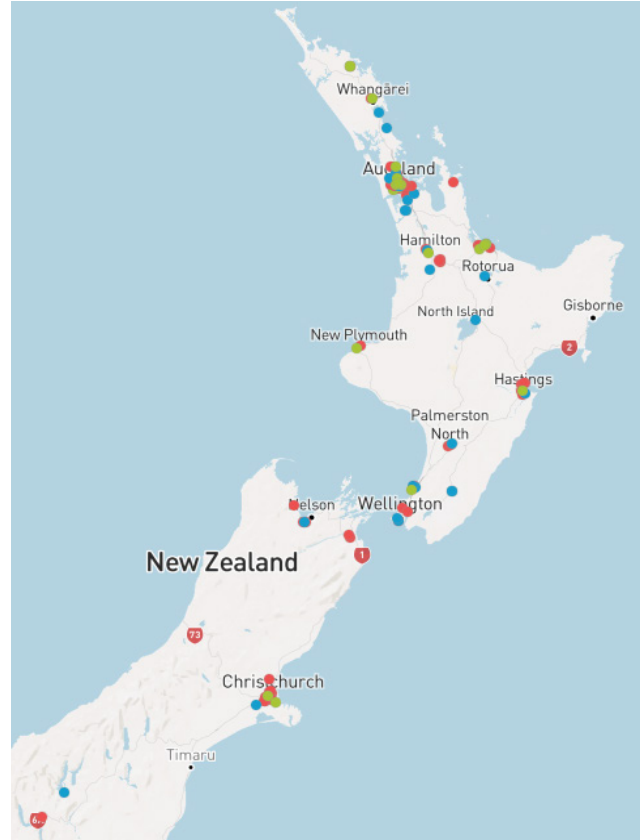 Whangārei
Auckland
Hamilton
Rotorua
North Island
Gisborne
New Plymouth
2
Hastings
Palmerston
North
Nelson
Wellington
New Zealand
1
73
Christchurch
Timaru